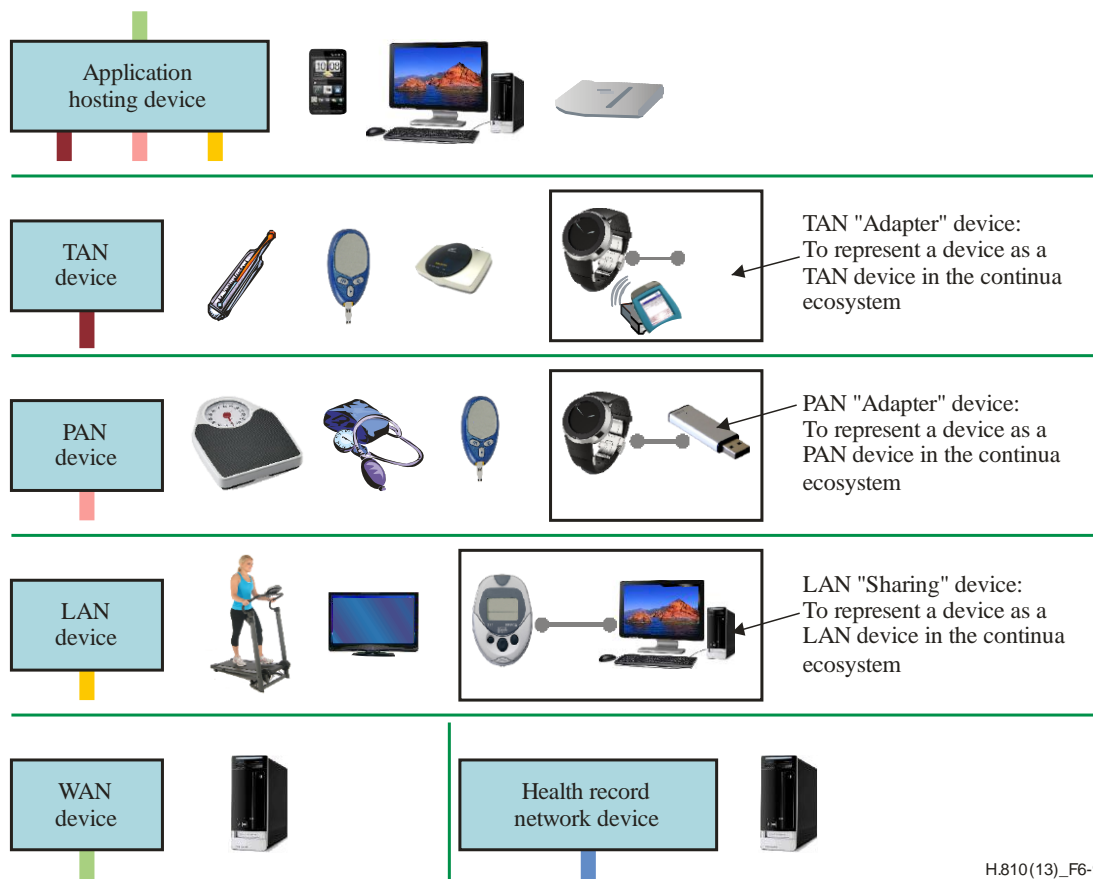 Application
hosting device
TAN
device
TAN "Adapter" device:
To represent a device as a
TAN device in the continua
ecosystem
PAN
device
PAN "Adapter" device:
To represent a device as a
PAN device in the continua
ecosystem
LAN
device
LAN "Sharing" device:
To represent a device as a
LAN device in the continua
ecosystem
WAN
device
Health record
network device
H.810(13)_F6-